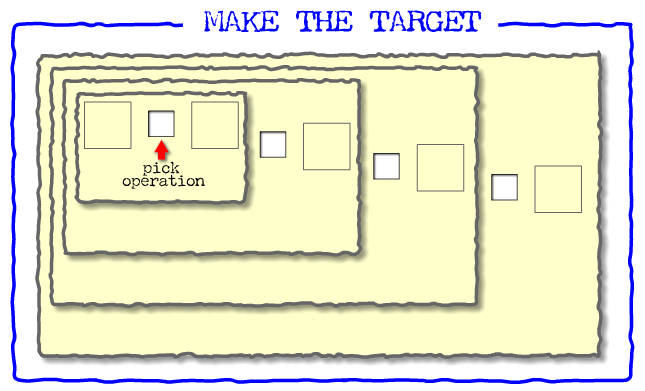 MAKE THE TARGET
pick
operation